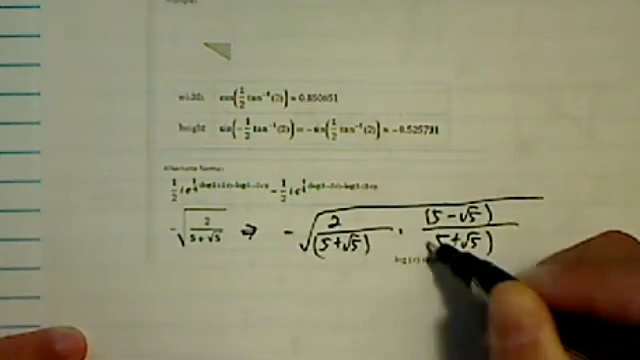 width: cos(1/2 tan⁻¹(2)) ≈ 0.850651
height: sin(-1/2 tan⁻¹(2)) = -sin(1/2 tan⁻¹(2)) ≈ -0.525731
-√(2/(5+√5)) ⇒ -√(2/(5+√5) · (5-√5)/5+√5))